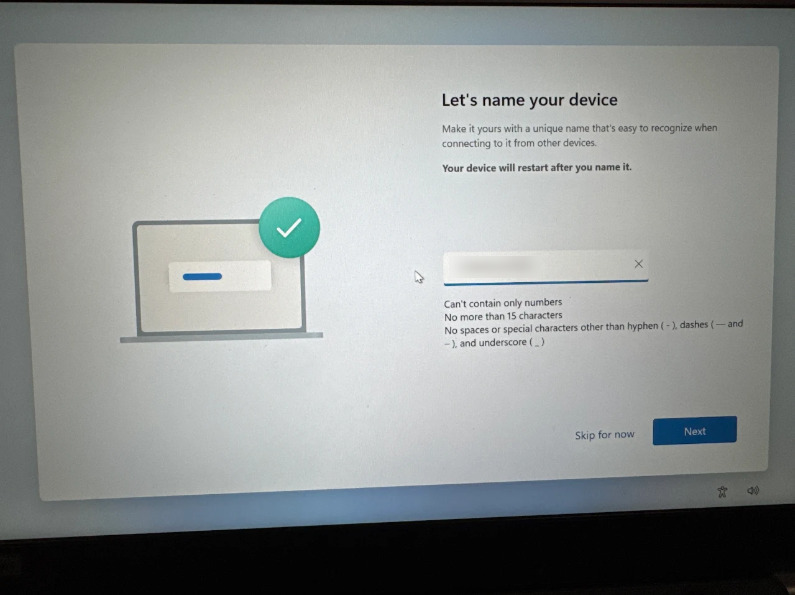 Let's name your device
Make it yours with a unique name that's easy to recognize when
connecting to it from other devices.
Your device will restart after you name it.
Can't contain only numbers
No more than 15 characters
No spaces or special characters other than hyphen ( - ), dashes ( — and
– ), and underscore ( _ )
Skip for now
Next